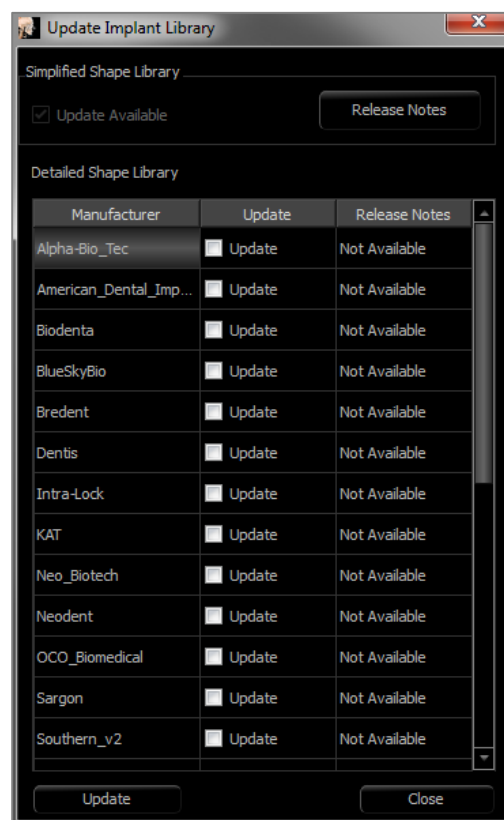 Update Implant Library
Simplified Shape Library
Update Available
Release Notes
Detailed Shape Library
Manufacturer Update Release Notes
Alpha-Bio_Tec Update Not Available
American_Dental_Imp... Update Not Available
Biodenta Update Not Available
BlueSkyBio Update Not Available
Bredent Update Not Available
Dentis Update Not Available
Intra-Lock Update Not Available
KAT Update Not Available
Neo_Biotech Update Not Available
Neodent Update Not Available
OCO_Biomedical Update Not Available
Sargon Update Not Available
Southern_v2 Update Not Available
Update Close